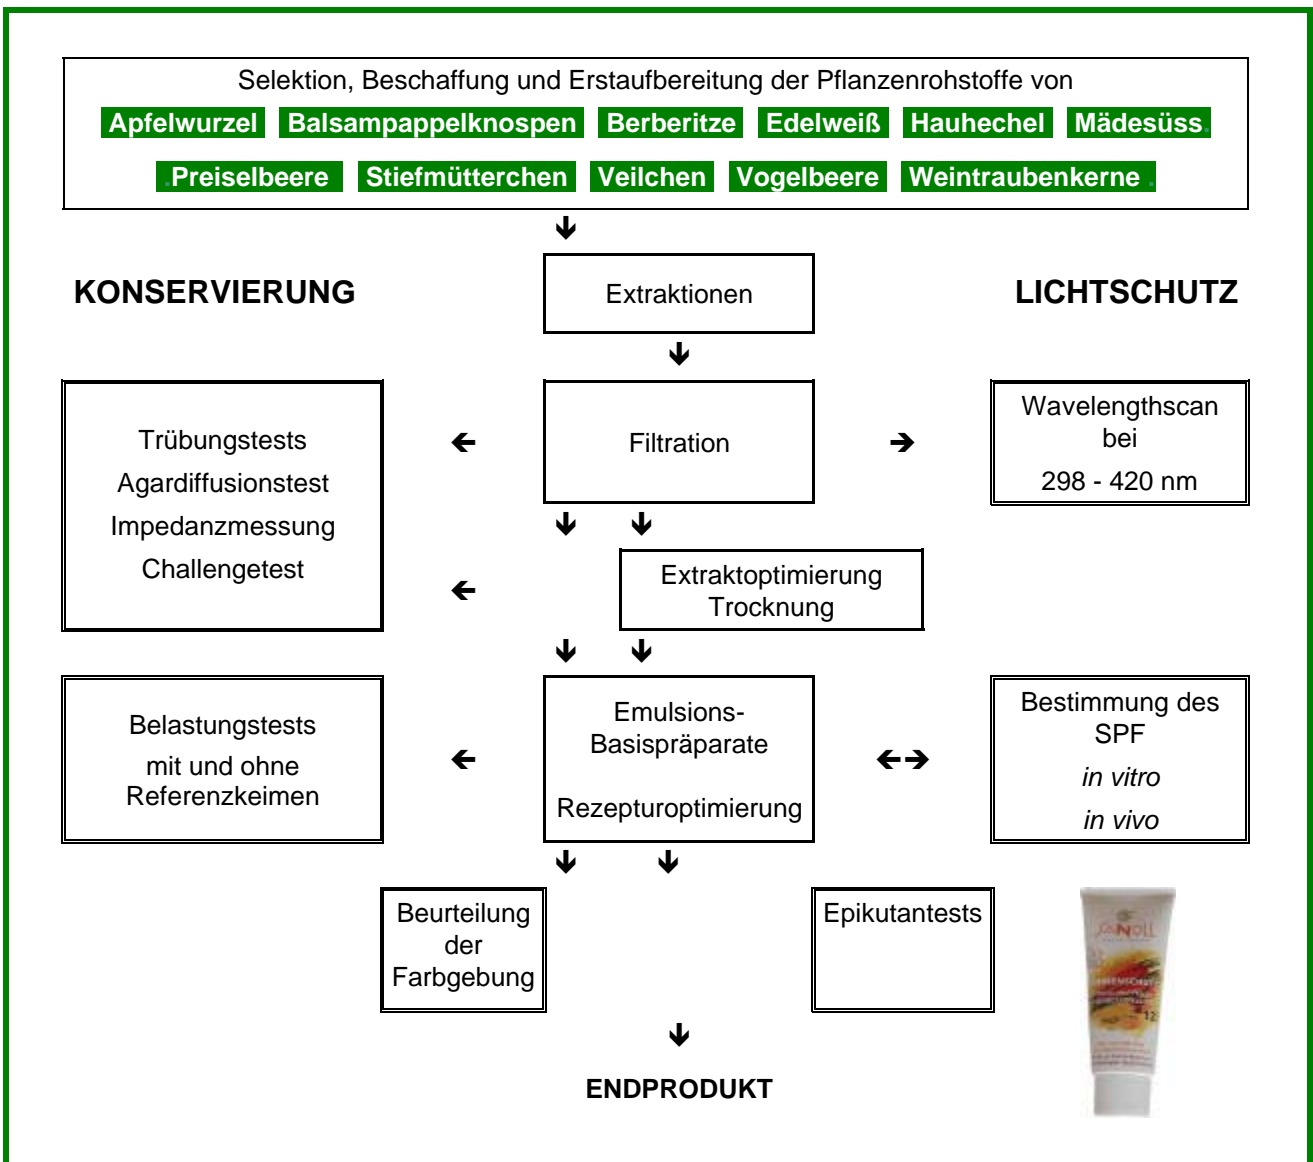 Selektion, Beschaffung und Erstaufbereitung der Pflanzenrohstoffe von
Apfelwurzel Balsampappelknospen Berberitze Edelweiß Hauhechel Mädesüss.
.Preiselbeere Stiefmütterchen Veilchen Vogelbeere Weintraubenkerne .
KONSERVIERUNG
Extraktionen
LICHTSCHUTZ
Trübungstests
Agardiffusionstest
Impedanzmessung
Challengetest
Filtration
Wavelengthscan
bei
298 - 420 nm
Extraktoptimierung
Trocknung
Belastungstests
mit und ohne
Referenzkeimen
Emulsions-
Basispräparate
Rezepturoptimierung
Bestimmung des
SPF
in vitro
in vivo
Beurteilung
der
Farbgebung
Epikutantests
SANOLL
12
ENDPRODUKT